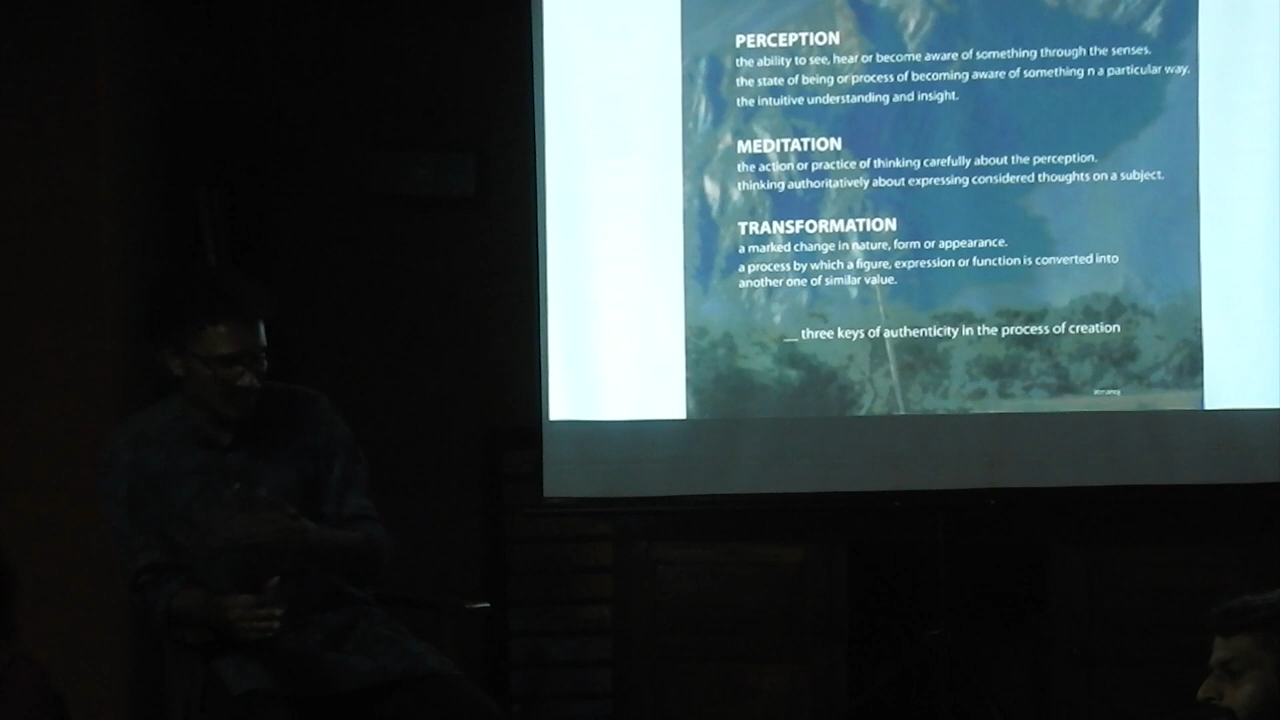 PERCEPTION
the ability to see, hear or become aware of something through the senses.
the state of being or process of becoming aware of something n a particular way.
the intuitive understanding and insight.
MEDITATION
the action or practice of thinking carefully about the perception.
thinking authoritatively about expressing considered thoughts on a subject.
TRANSFORMATION
a marked change in nature, form or appearance.
a process by which a figure, expression or function is converted into
another one of similar value.
__ three keys of authenticity in the process of creation